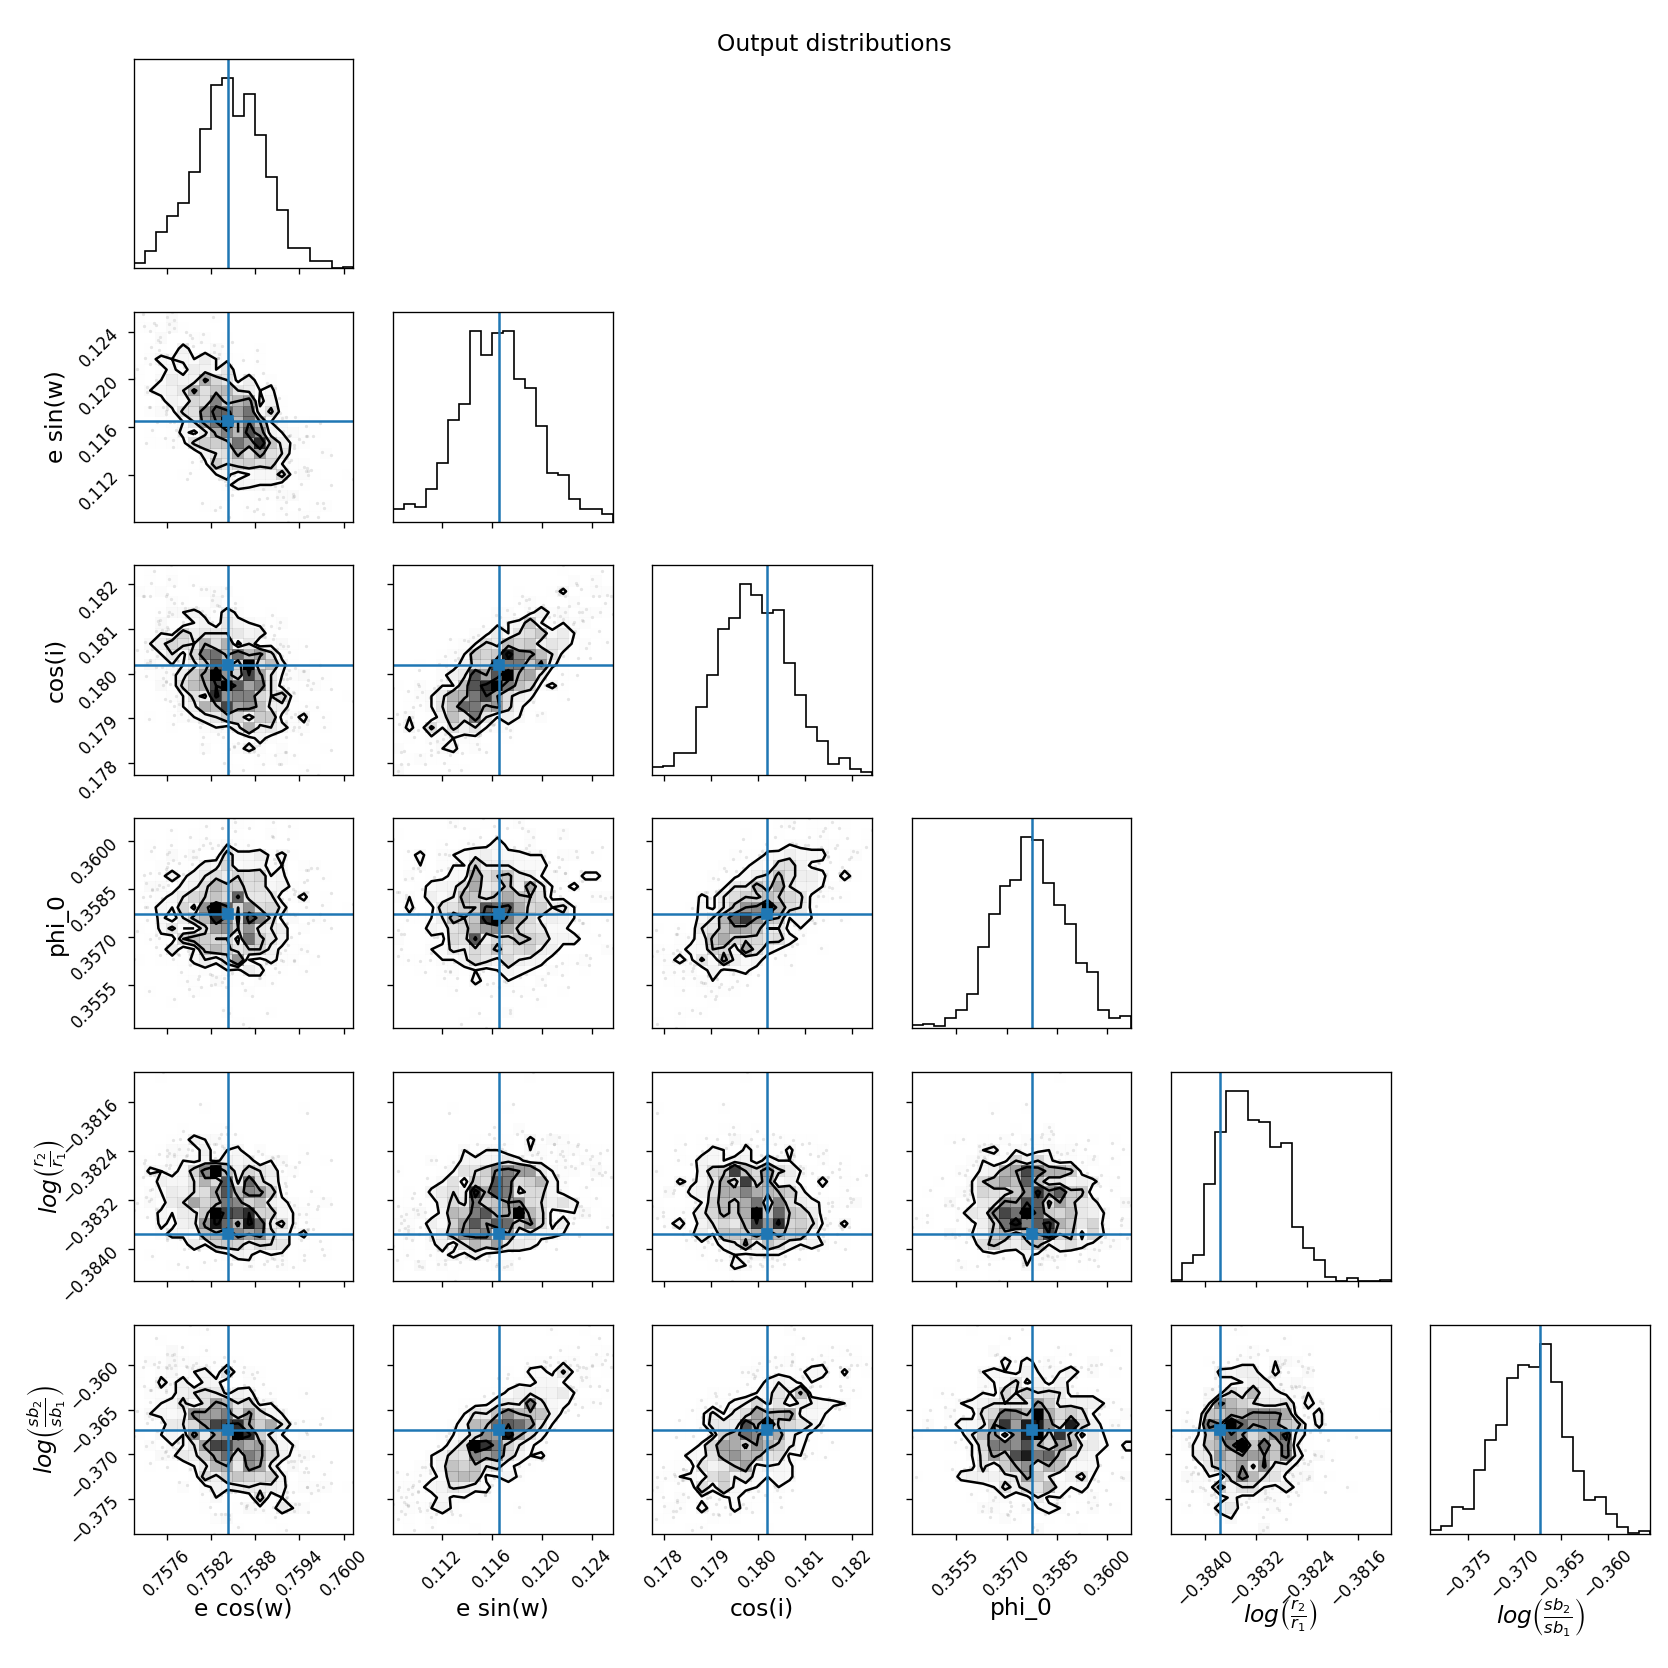 Output distributions
e sin(w)
0.124
0.120
0.116
0.112
cos(i)
0.182
0.181
0.180
0.179
0.178
phi_0
0.3600
0.3585
0.3570
0.3555
log(r₂/r₁)
−0.3816
−0.3824
−0.3832
−0.3840
log(sb₂/sb₁)
−0.360
−0.365
−0.370
−0.375
0.7576 0.7582 0.7588 0.7594 0.7600
0.112 0.116 0.120 0.124
0.178 0.179 0.180 0.181 0.182
0.3555 0.3570 0.3585 0.3600
−0.3840 −0.3832 −0.3824 −0.3816
−0.375 −0.370 −0.365 −0.360
e cos(w)
e sin(w)
cos(i)
phi_0
log(r₂/r₁)
log(sb₂/sb₁)